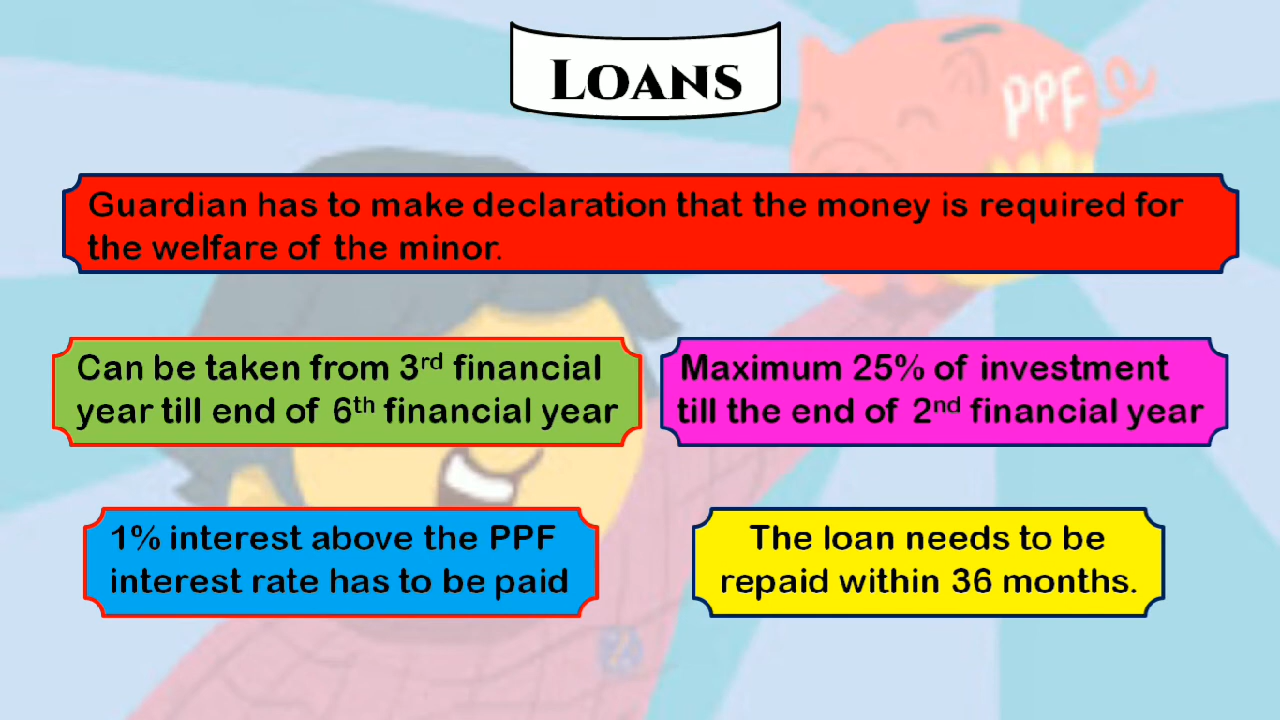 LOANS
PPF
Guardian has to make declaration that the money is required for
the welfare of the minor.
Can be taken from 3rd financial
year till end of 6th financial year
Maximum 25% of investment
till the end of 2nd financial year
1% interest above the PPF
interest rate has to be paid
The loan needs to be
repaid within 36 months.